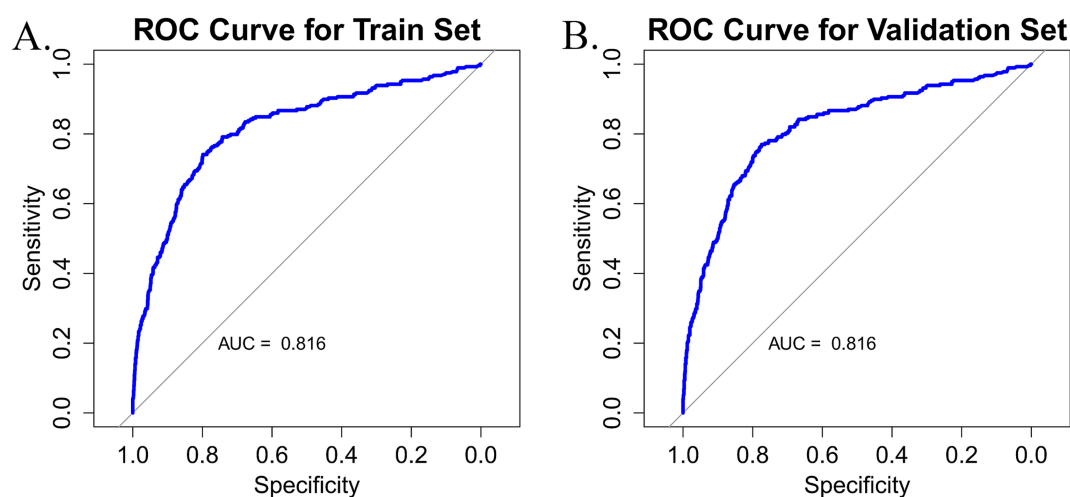 A.
ROC Curve for Train Set
Sensitivity
1.0
0.8
0.6
0.4
0.2
0.0
AUC = 0.816
1.0 0.8 0.6 0.4 0.2 0.0
Specificity
B.
ROC Curve for Validation Set
Sensitivity
1.0
0.8
0.6
0.4
0.2
0.0
AUC = 0.816
1.0 0.8 0.6 0.4 0.2 0.0
Specificity